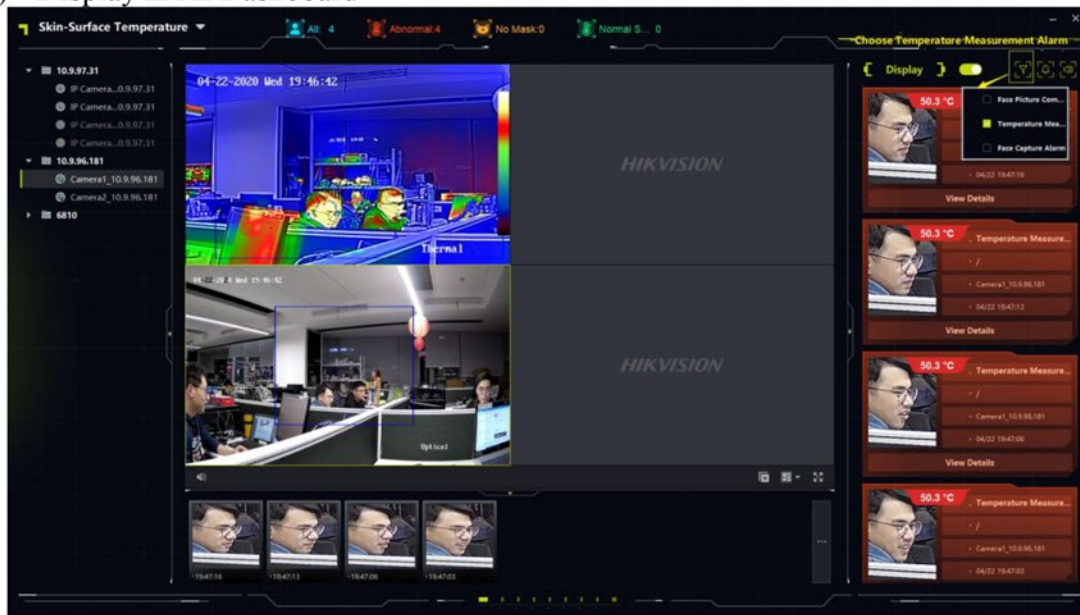 Skin-Surface Temperature
All: 4
Abnormal:4
No Mask:0
Normal S... 0
Choose Temperature Measurement Alarm
Display
10.9.97.31
IP Camera...0.9.97.31
IP Camera...0.9.97.31
IP Camera...0.9.97.31
IP Camera...0.9.97.31
10.9.96.181
Camera1_10.9.96.181
Camera2_10.9.96.181
6810
04-22-2020 Wed 19:46:42
Thermal
HIKVISION
04-22-2020 Wed 19:46:42
Optical
HIKVISION
19:47:16
19:47:13
19:47:06
19:47:03
50.3 °C
Face Picture Com...
Temperature Mea...
Face Capture Alarm
04/22 19:47:16
View Details
50.3 °C
Temperature Measure...
/
Camera1_10.9.96.181
04/22 19:47:13
View Details
50.3 °C
Temperature Measure...
/
Camera1_10.9.96.181
04/22 19:47:06
View Details
50.3 °C
Temperature Measure...
/
Camera1_10.9.96.181
04/22 19:47:03